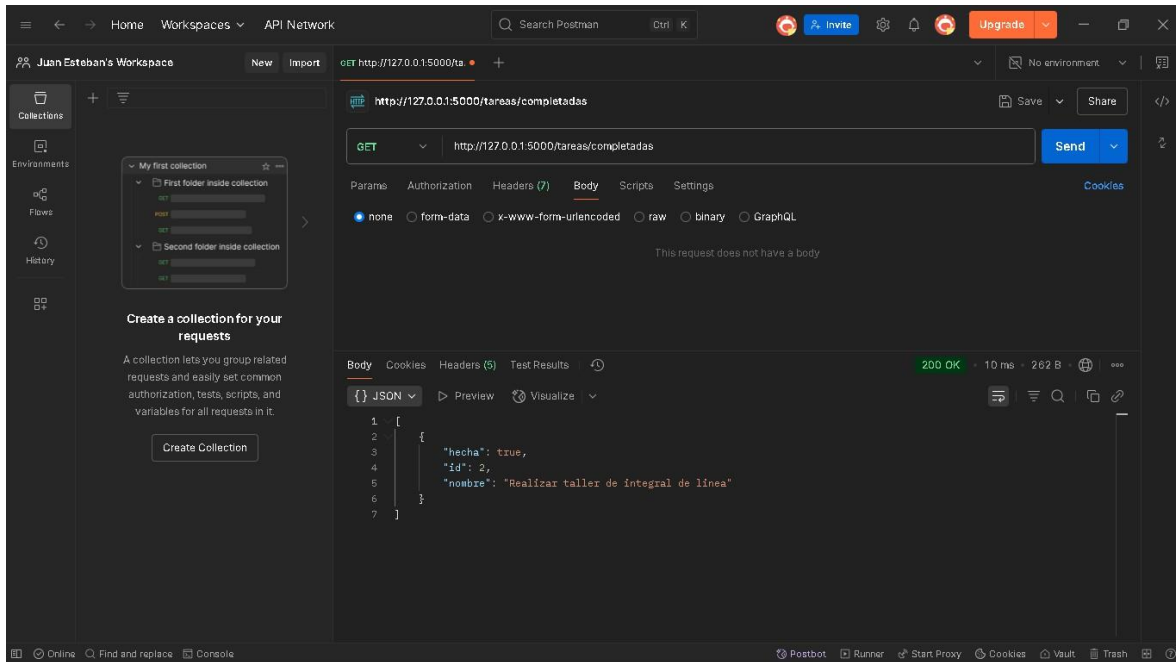 Home Workspaces API Network Search Postman Ctrl K Invite Upgrade
Juan Esteban's Workspace New Import GET http://127.0.0.1:5000/ta. No environment
Collections
Environments
Flows
History
My first collection
First folder inside collection
GET
POST
GET
Second folder inside collection
GET
GET
Create a collection for your
requests
A collection lets you group related
requests and easily set common
authorization, tests, scripts, and
variables for all requests in it.
Create Collection
HTTP http://127.0.0.1:5000/tareas/completadas Save Share
GET http://127.0.0.1:5000/tareas/completadas Send
Params Authorization Headers (7) Body Scripts Settings Cookies
none form-data x-www-form-urlencoded raw binary GraphQL
This request does not have a body
Body Cookies Headers (5) Test Results 200 OK 10 ms 262 B
{} JSON Preview Visualize
1 [
2 {
3 "hecha": true,
4 "id": 2,
5 "nombre": "Realizar taller de integral de linea"
6 }
7 ]
Online Find and replace Console Postbot Runner Start Proxy Cookies Vault Trash